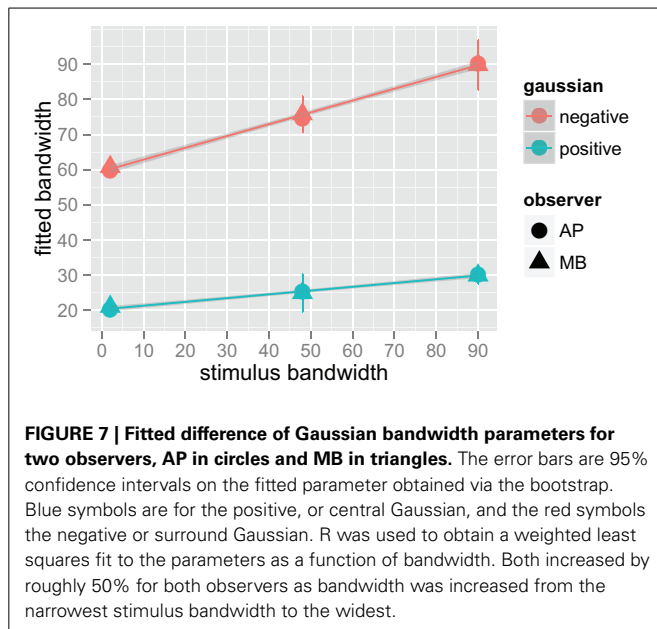 90
80
70
60
50
40
30
20
fitted bandwidth
0 10 20 30 40 50 60 70 80 90
stimulus bandwidth
gaussian
negative
positive
observer
AP
MB
FIGURE 7 | Fitted difference of Gaussian bandwidth parameters for
two observers, AP in circles and MB in triangles. The error bars are 95%
confidence intervals on the fitted parameter obtained via the bootstrap.
Blue symbols are for the positive, or central Gaussian, and the red symbols
the negative or surround Gaussian. R was used to obtain a weighted least
squares fit to the parameters as a function of bandwidth. Both increased by
roughly 50% for both observers as bandwidth was increased from the
narrowest stimulus bandwidth to the widest.